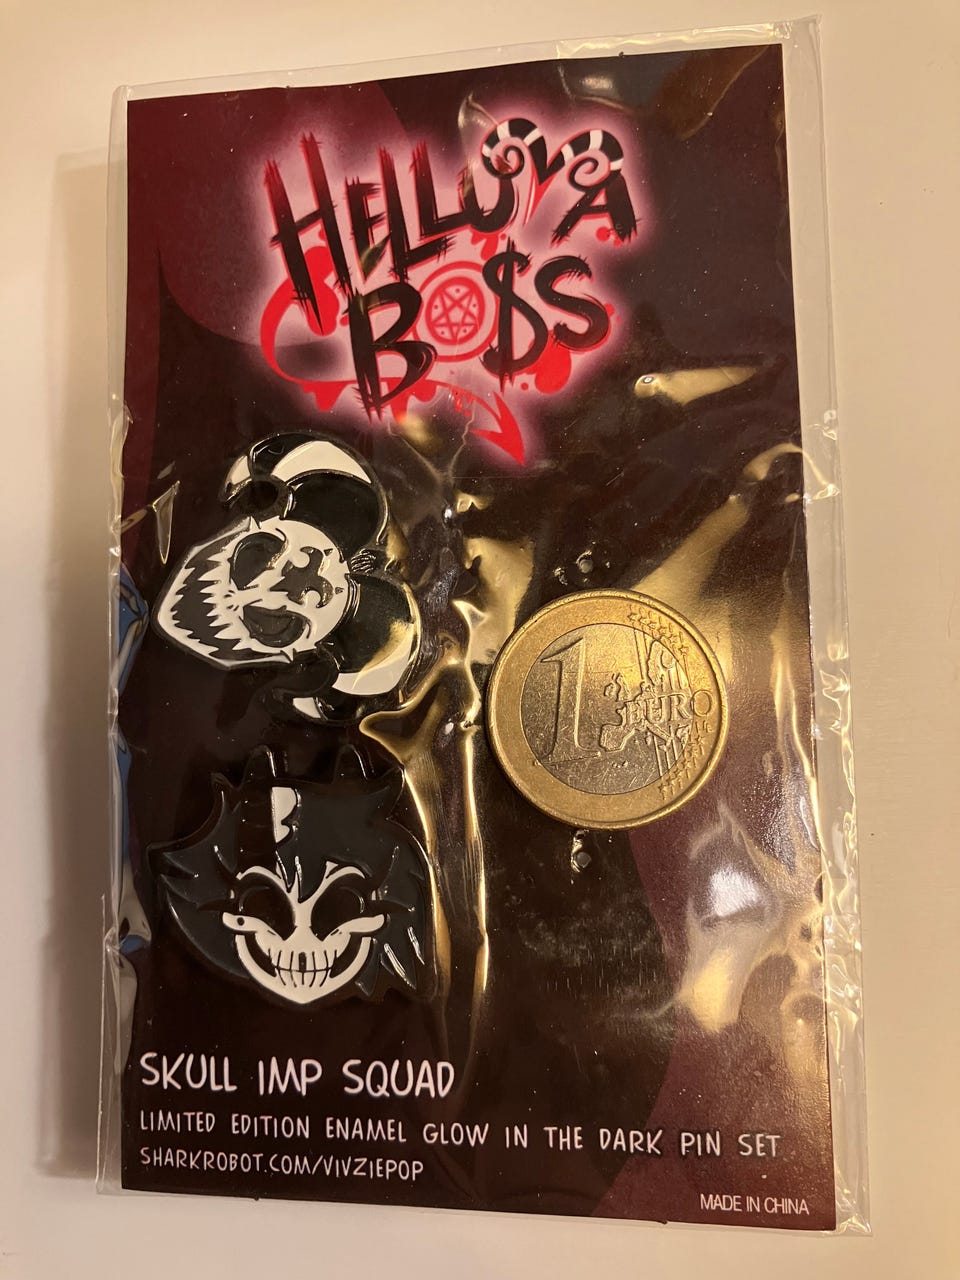 HELLUVA
BO$S
1 EURO
SKULL IMP SQUAD
LIMITED EDITION ENAMEL GLOW IN THE DARK PIN SET
SHARKROBOT.COM/VIVZIEPOP
MADE IN CHINA